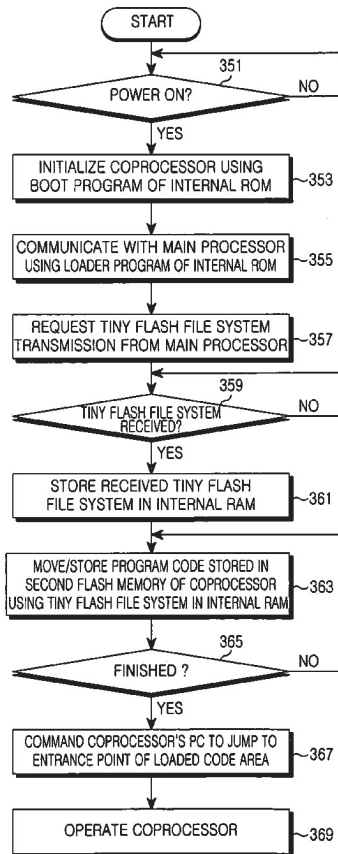 START
351
POWER ON?
NO
YES
INITIALIZE COPROCESSOR USING
BOOT PROGRAM OF INTERNAL ROM
353
COMMUNICATE WITH MAIN PROCESSOR
USING LOADER PROGRAM OF INTERNAL ROM
355
REQUEST TINY FLASH FILE SYSTEM
TRANSMISSION FROM MAIN PROCESSOR
357
359
TINY FLASH FILE SYSTEM
RECEIVED?
NO
YES
STORE RECEIVED TINY FLASH
FILE SYSTEM IN INTERNAL RAM
361
MOVE/STORE PROGRAM CODE STORED IN
SECOND FLASH MEMORY OF COPROCESSOR
USING TINY FLASH FILE SYSTEM IN INTERNAL RAM
363
365
FINISHED ?
NO
YES
COMMAND COPROCESSOR'S PC TO JUMP TO
ENTRANCE POINT OF LOADED CODE AREA
367
OPERATE COPROCESSOR
369